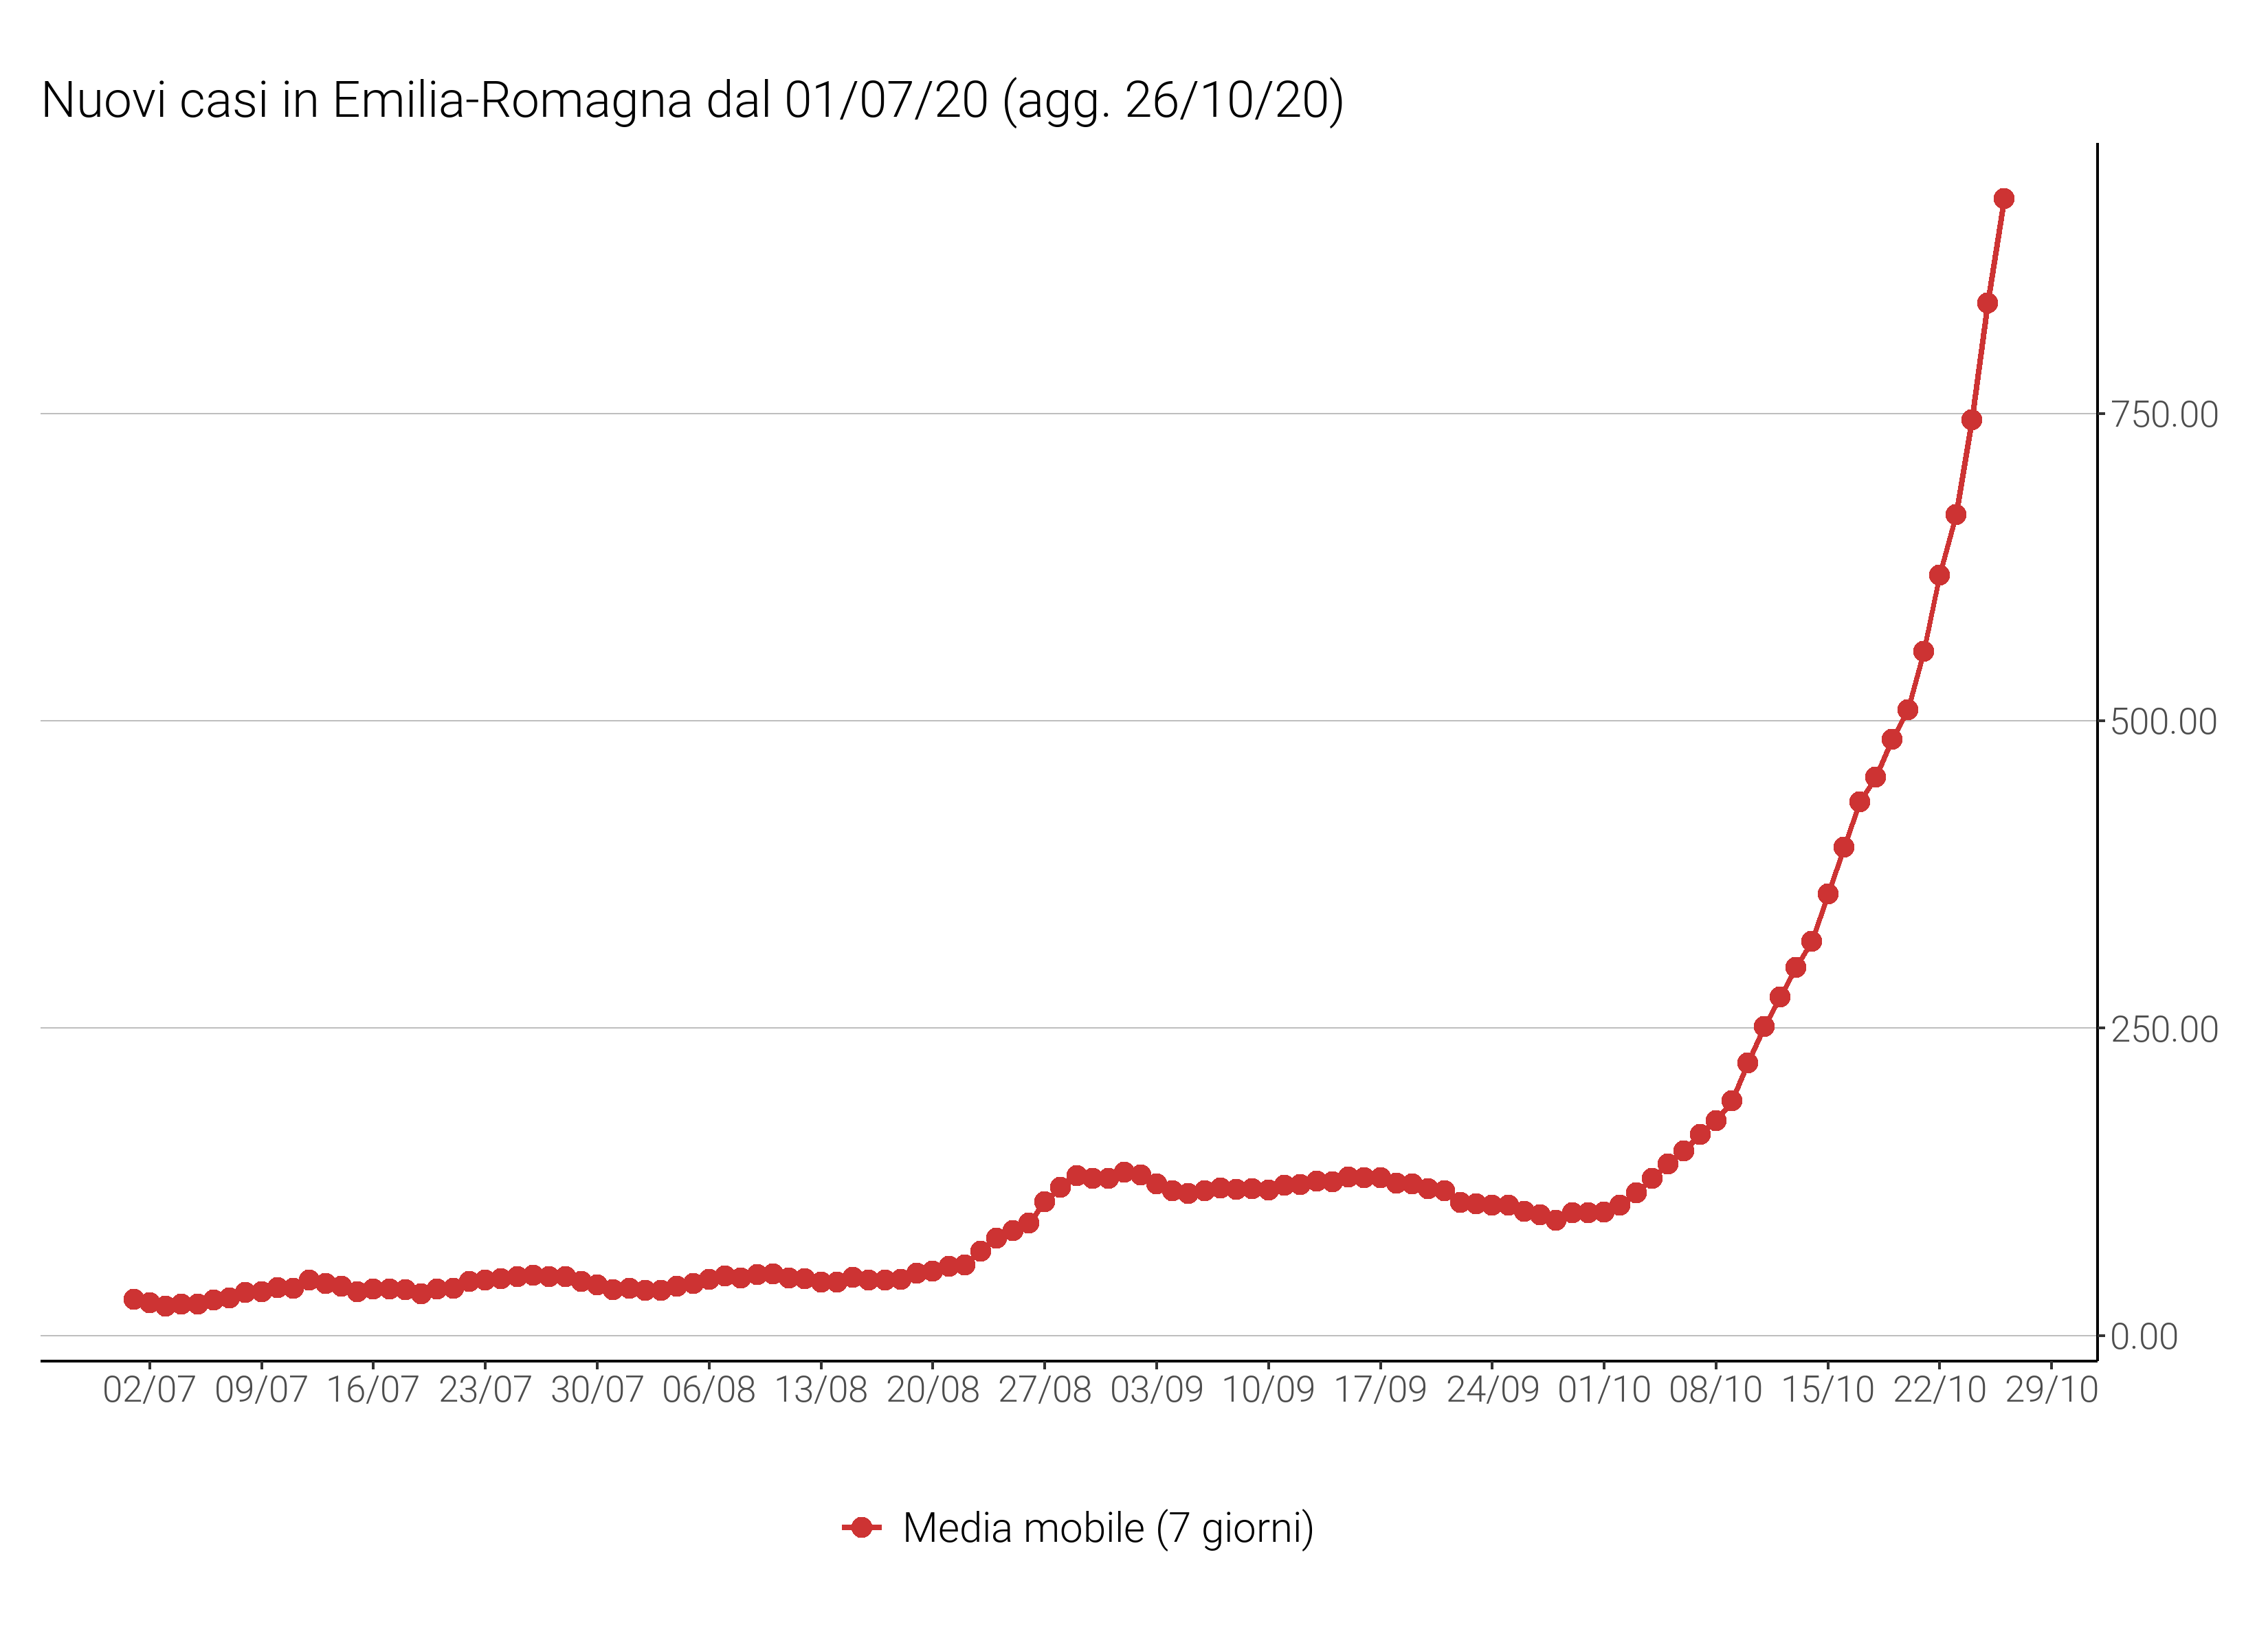 Nuovi casi in Emilia-Romagna dal 01/07/20 (agg. 26/10/20)
750.00
500.00
250.00
0.00
02/07 09/07 16/07 23/07 30/07 06/08 13/08 20/08 27/08 03/09 10/09 17/09 24/09 01/10 08/10 15/10 22/10 29/10
Media mobile (7 giorni)